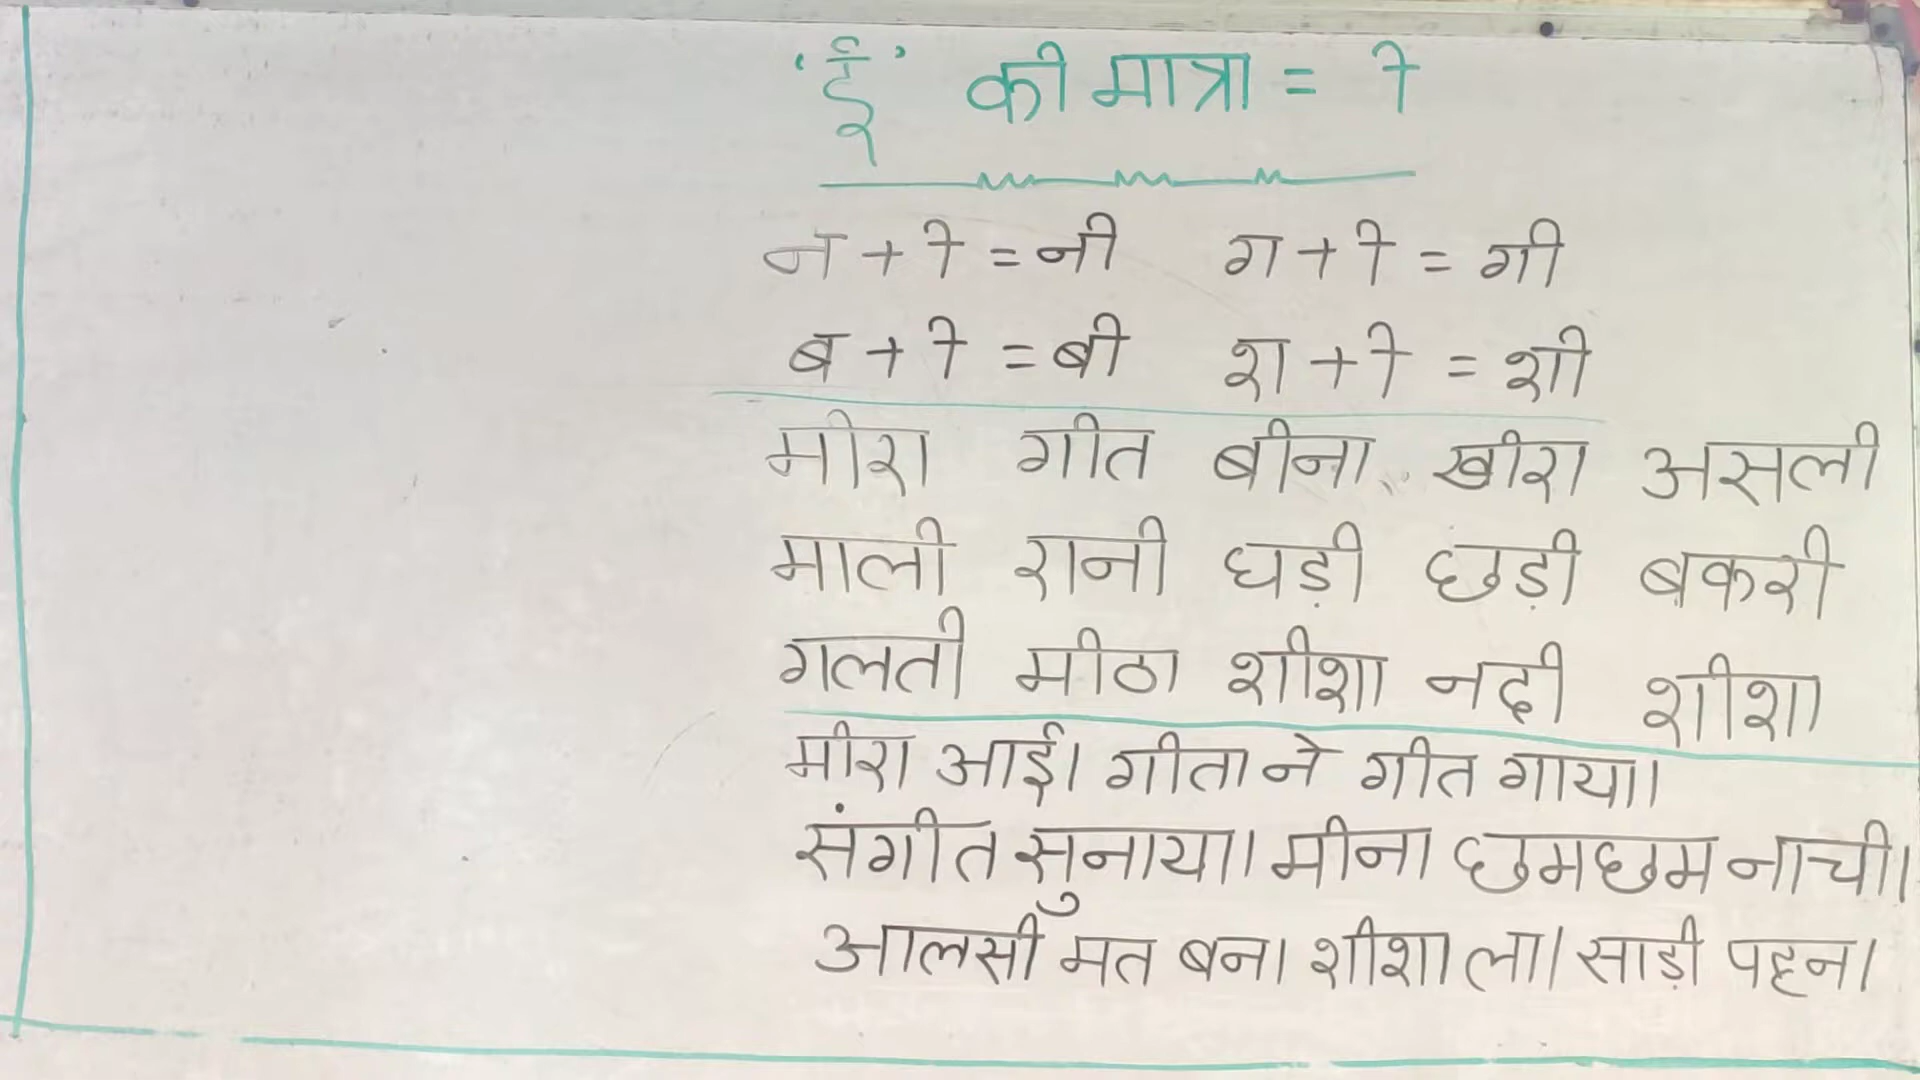 'ई' की मात्रा = ी
न + ी = नी ग + ी = गी
ब + ी = बी श + ी = शी
मीरा गीत बीना खीरा असली
माली रानी घड़ी छड़ी बकरी
गलती मीठा शीशा नदी शीशा
मीरा आई। गीता ने गीत गाया।
संगीत सुनाया। मीना छमछम नाची।
आलसी मत बन। शीशा ला। साड़ी पहन।